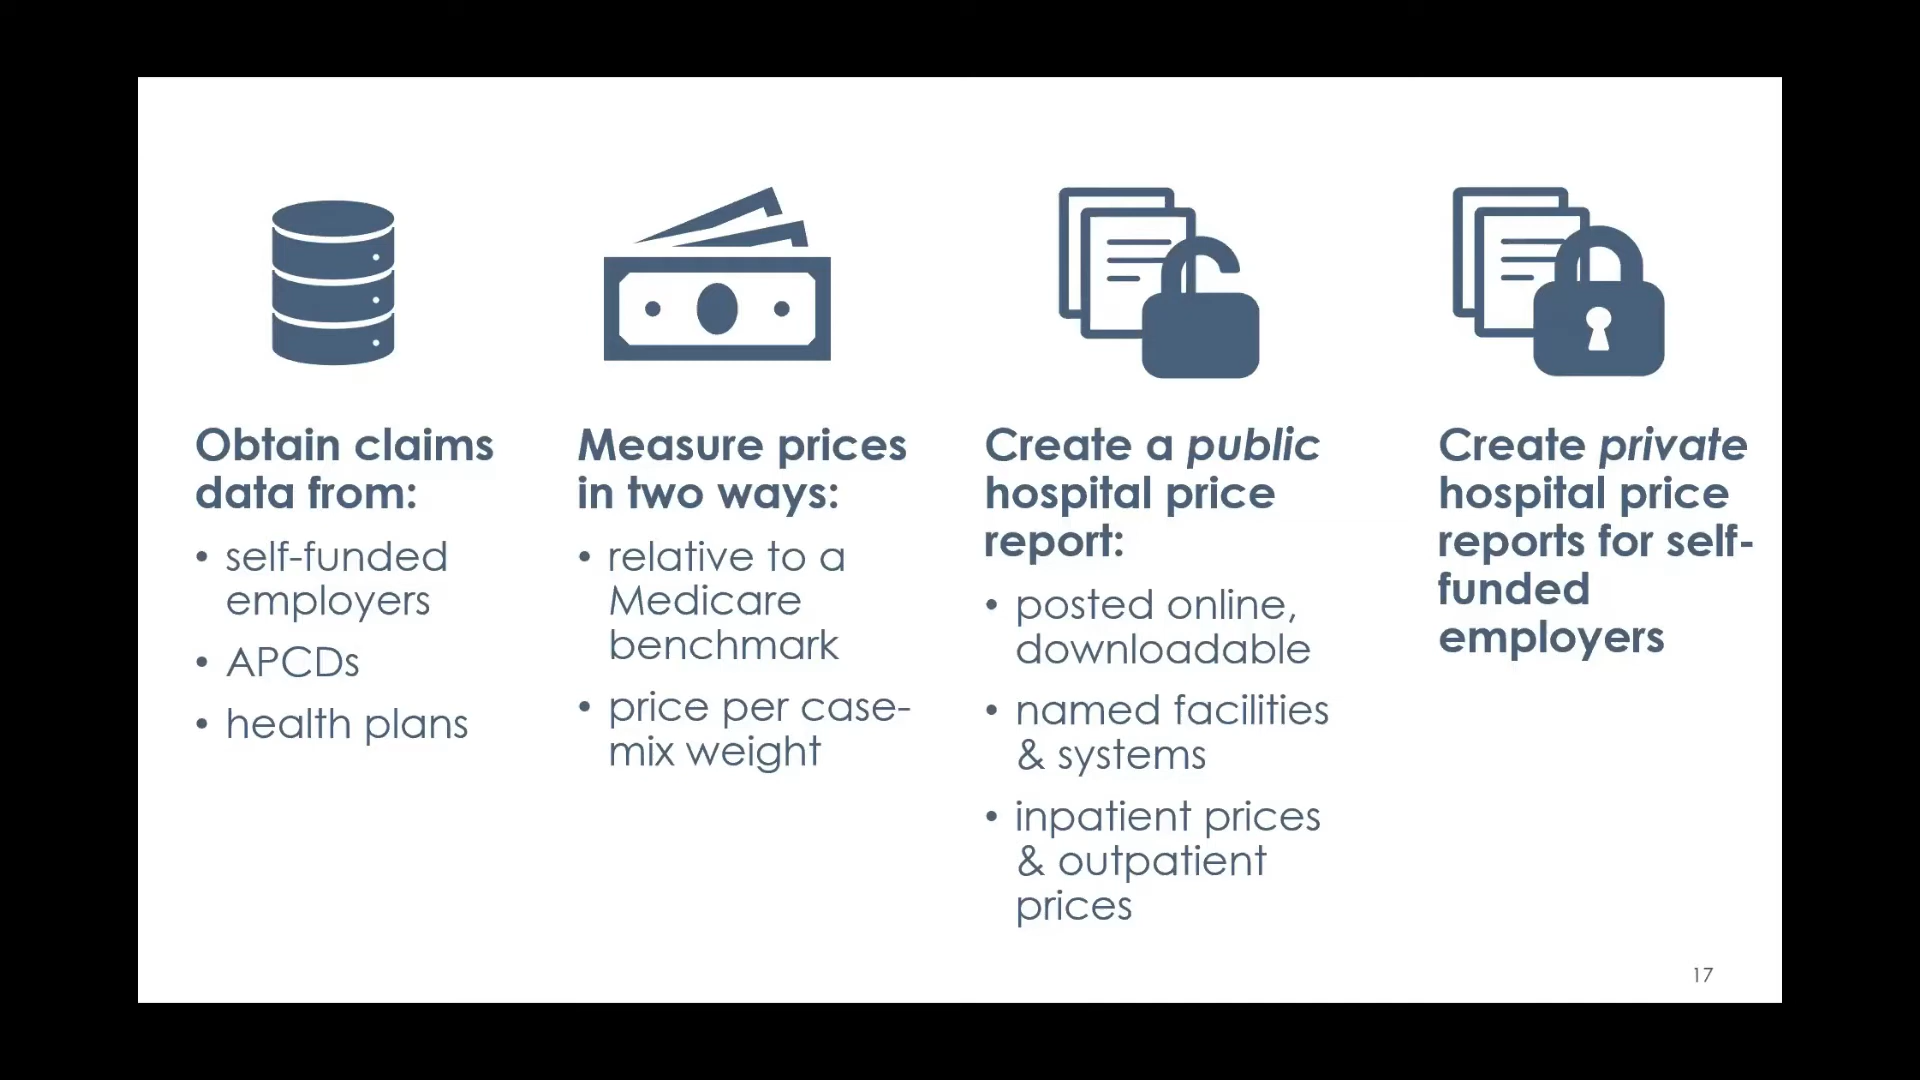 Obtain claims
data from:
• self-funded
employers
• APCDs
• health plans
Measure prices
in two ways:
• relative to a
Medicare
benchmark
• price per case-
mix weight
Create a public
hospital price
report:
• posted online,
downloadable
• named facilities
& systems
• inpatient prices
& outpatient
prices
Create private
hospital price
reports for self-
funded
employers
17